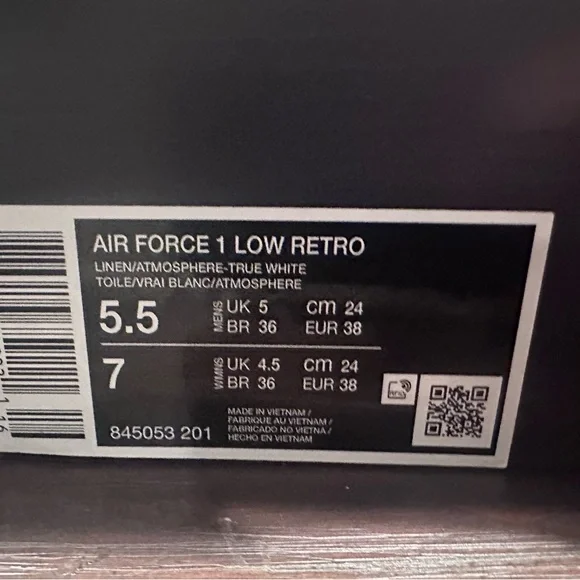 AIR FORCE 1 LOW RETRO
LINEN/ATMOSPHERE-TRUE WHITE
TOILE/VRAI BLANC/ATMOSPHERE
5.5 MENS UK 5 cm 24
BR 36 EUR 38
7 WMNS UK 4.5 cm 24
BR 36 EUR 38
845053 201
MADE IN VIETNAM /
FABRIQUE AU VIETNAM /
FABRICADO NO VIETNA /
HECHO EN VIETNAM